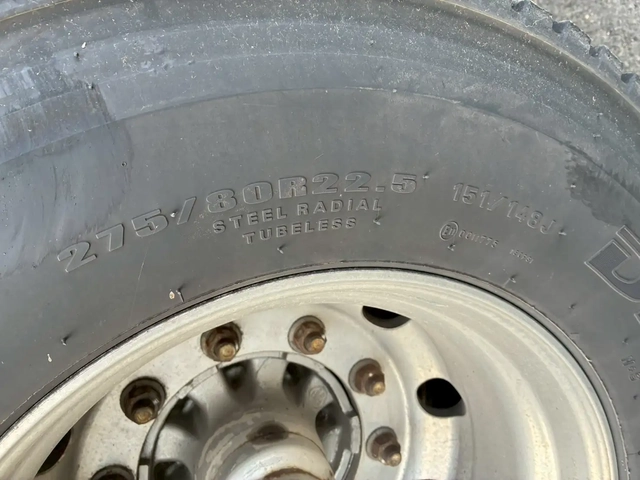 275/80R22.5
STEEL RADIAL
TUBELESS
151/148J